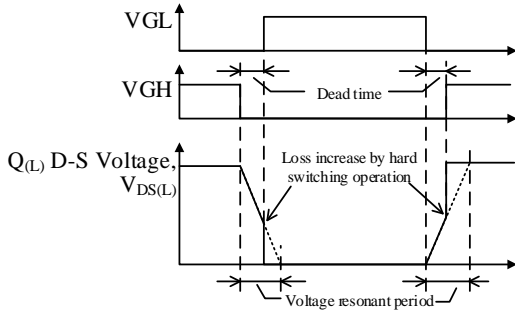 VGL
VGH
Dead time
Q(L) D-S Voltage,
VDS(L)
Loss increase by hard
switching operation
Voltage resonant period